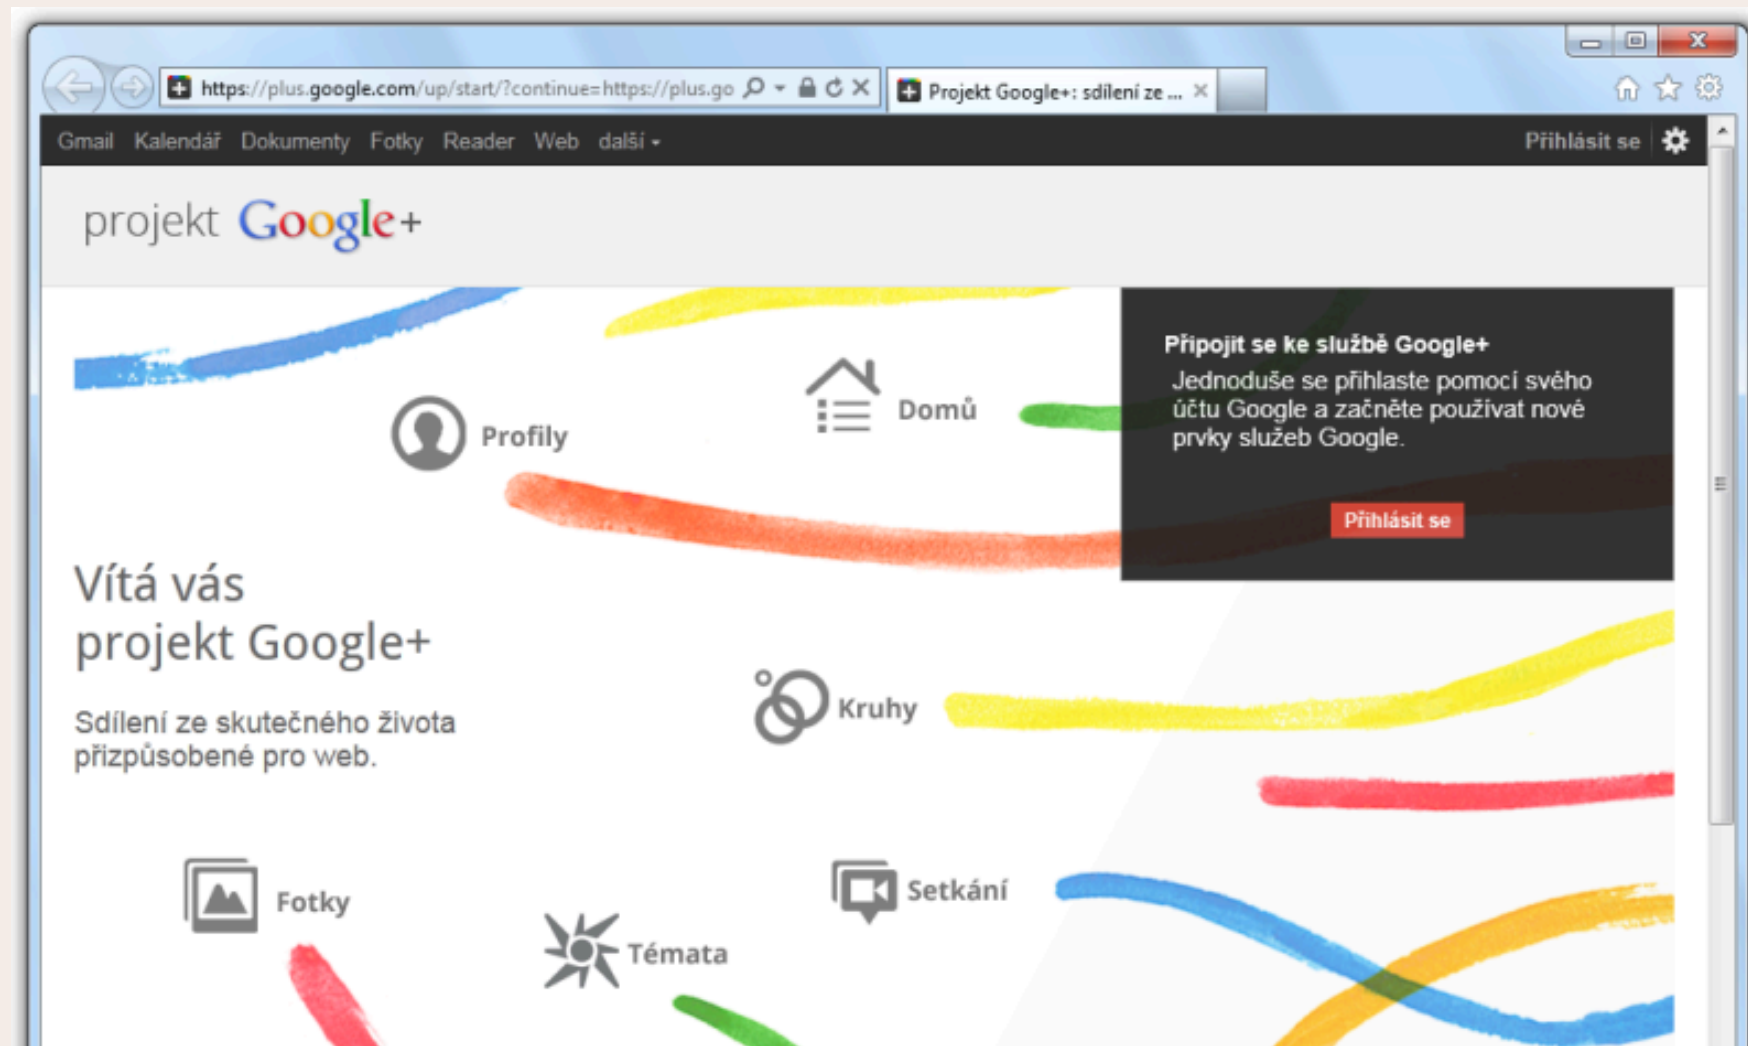 https://plus.google.com/up/start/?continue=https://plus.go
Projekt Google+: sdílení ze ...
Gmail Kalendář Dokumenty Fotky Reader Web další
Přihlásit se
projekt Google+
Připojit se ke službě Google+
Jednoduše se přihlaste pomocí svého
účtu Google a začněte používat nové
prvky služeb Google.
Přihlásit se
Domů
Profily
Vítá vás
projekt Google+
Sdílení ze skutečného života
přizpůsobené pro web.
Kruhy
Setkání
Fotky
Témata